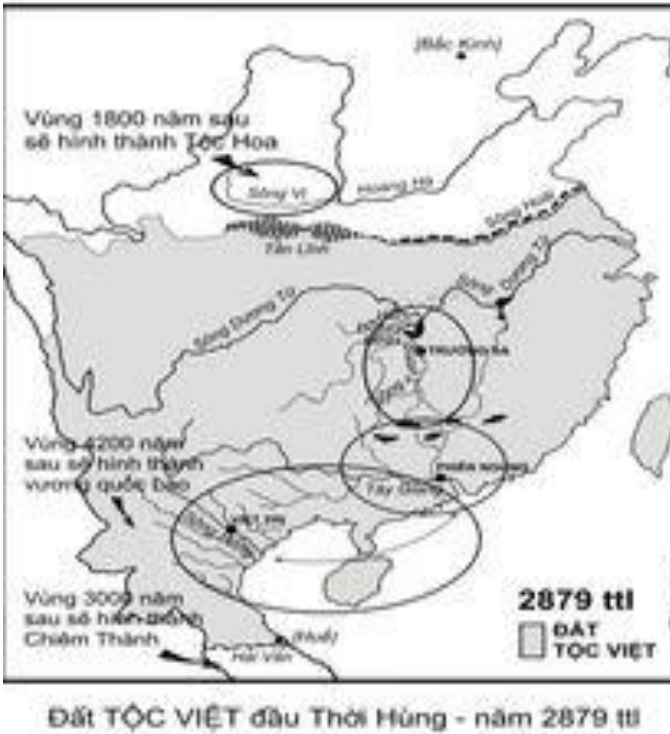 (Bắc Kinh)
Vùng 1800 năm sau
sẽ hình thành Tộc Hoa
Sông Vị
Hoàng Hà
Sông Hoài
Tần Lĩnh
Sông Dương Tử
Sông Dương Tử
TRƯỜNG SA
Vùng 4200 năm
sau sẽ hình thành
vương quốc
PHIÊN NGUNG
Tây Giang
VIỆT TRÌ
Vùng 3000 năm
sau sẽ hình thành
Chiêm Thành
(Huế)
Hải Vân
2879 ttl
ĐẤT
TỘC VIỆT
Đất TỘC VIỆT đầu Thời Hùng - năm 2879 ttl